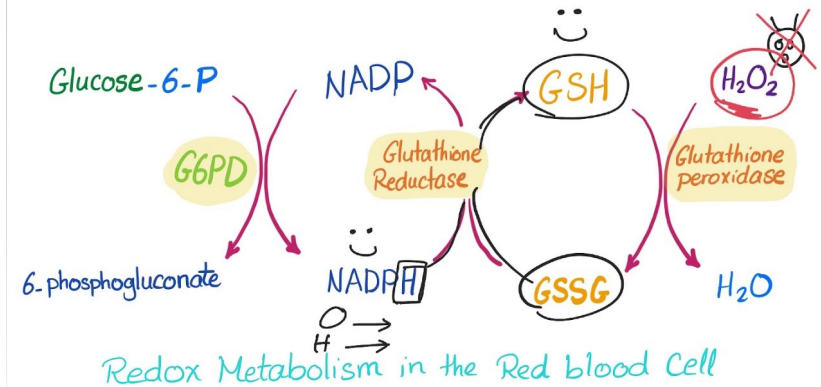 Glucose-6-P
NADP
GSH
H2O2
G6PD
Glutathione
Reductase
Glutathione
peroxidase
6-phosphogluconate
NADPH
GSSG
H2O
O →
H →
Redox Metabolism in the Red blood Cell